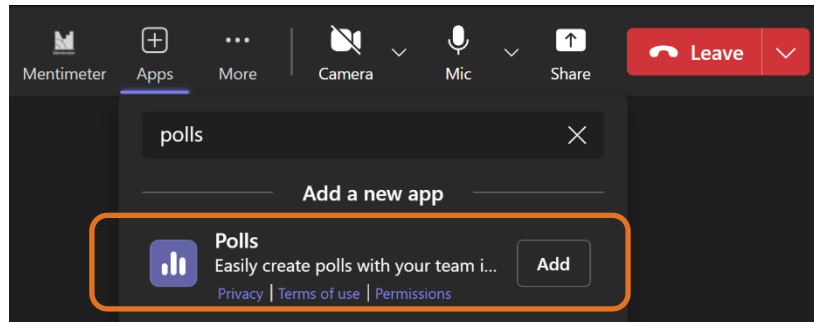 Mentimeter Apps More Camera Mic Share Leave
polls
Add a new app
Polls
Easily create polls with your team i...
Add
Privacy | Terms of use | Permissions